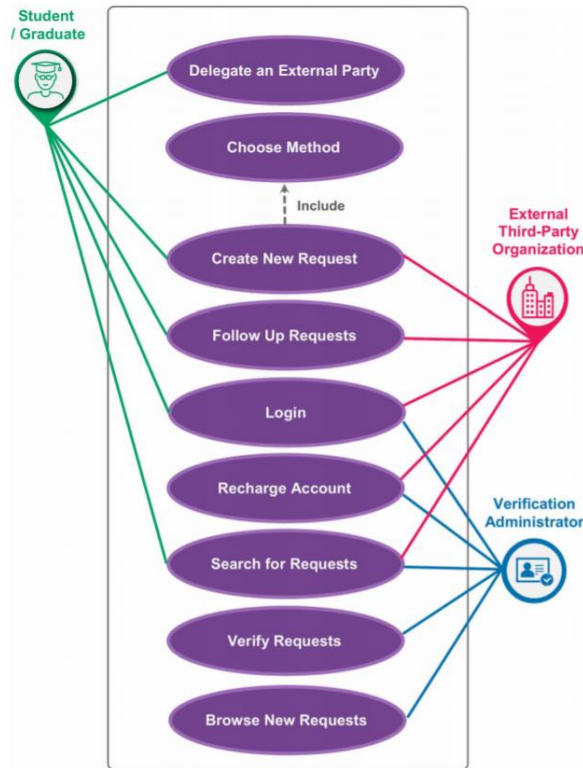 Student
/ Graduate
Delegate an External Party
Choose Method
Include
External
Third-Party
Organization
Create New Request
Follow Up Requests
Login
Recharge Account
Verification
Administrator
Search for Requests
Verify Requests
Browse New Requests